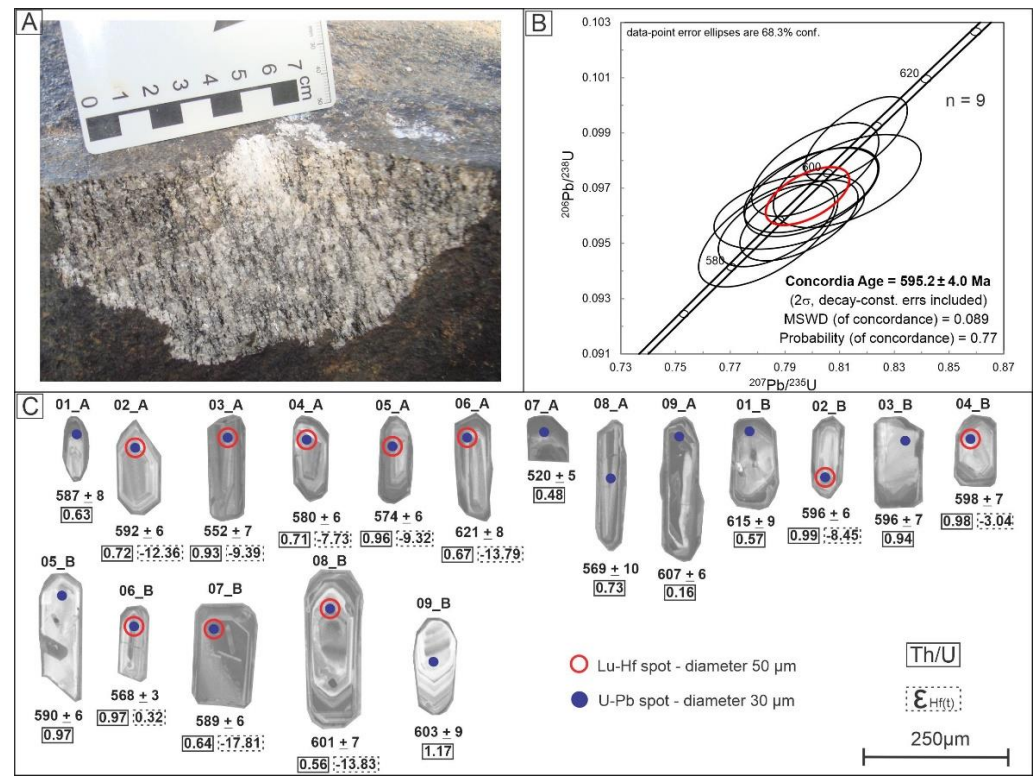 A
0 1 2 3 4 5 6 7 cm
B
data-point error ellipses are 68.3% conf.
0.103
0.101
0.099
0.097
0.095
0.093
0.091
206Pb/238U
620
600
580
n = 9
Concordia Age = 595.2 ± 4.0 Ma
(2σ, decay-const. errs included)
MSWD (of concordance) = 0.089
Probability (of concordance) = 0.77
0.73 0.75 0.77 0.79 0.81 0.83 0.85 0.87
207Pb/235U
C
01_A 02_A 03_A 04_A 05_A 06_A 07_A 08_A 09_A 01_B 02_B 03_B 04_B
587 ± 8
0.63
592 ± 6
0.72 -12.36
552 ± 7
0.93 -9.39
580 ± 6
0.71 -7.73
574 ± 6
0.96 -9.32
621 ± 8
0.67 -13.79
520 ± 5
0.48
569 ± 10
0.73
607 ± 6
0.16
615 ± 9
0.57
596 ± 6
0.99 -8.45
596 ± 7
0.94
598 ± 7
0.98 -3.04
05_B 06_B 07_B 08_B 09_B
590 ± 6
0.97
568 ± 3
0.97 0.32
589 ± 6
0.64 -17.81
601 ± 7
0.56 -13.83
603 ± 9
1.17
Lu-Hf spot - diameter 50 µm
U-Pb spot - diameter 30 µm
Th/U
εHf(t)
250µm